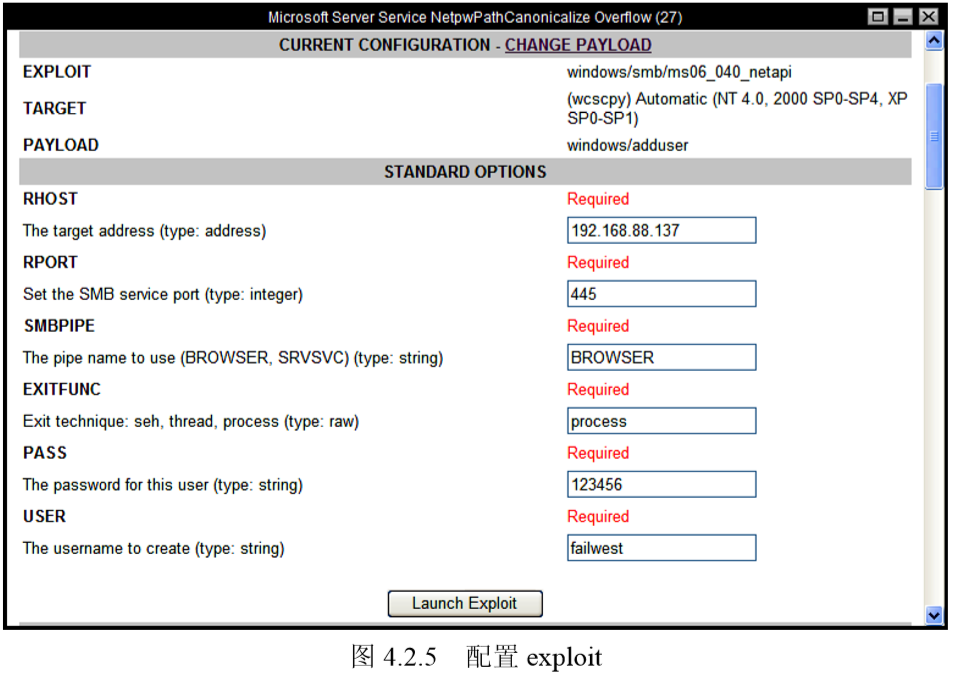 Microsoft Server Service NetpwPathCanonicalize Overflow (27)
CURRENT CONFIGURATION - CHANGE PAYLOAD
EXPLOIT windows/smb/ms06_040_netapi
TARGET (wcscpy) Automatic (NT 4.0, 2000 SP0-SP4, XP
SP0-SP1)
PAYLOAD windows/adduser
STANDARD OPTIONS
RHOST Required
The target address (type: address) 192.168.88.137
RPORT Required
Set the SMB service port (type: integer) 445
SMBPIPE Required
The pipe name to use (BROWSER, SRVSVC) (type: string) BROWSER
EXITFUNC Required
Exit technique: seh, thread, process (type: raw) process
PASS Required
The password for this user (type: string) 123456
USER Required
The username to create (type: string) failwest
Launch Exploit
图 4.2.5 配置 exploit